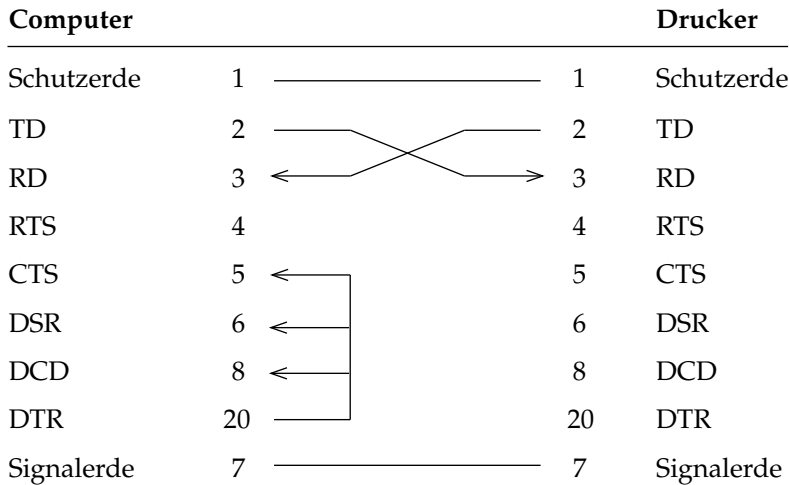 Computer Drucker
Schutzerde 1 1 Schutzerde
TD 2 2 TD
RD 3 3 RD
RTS 4 4 RTS
CTS 5 5 CTS
DSR 6 6 DSR
DCD 8 8 DCD
DTR 20 20 DTR
Signalerde 7 7 Signalerde